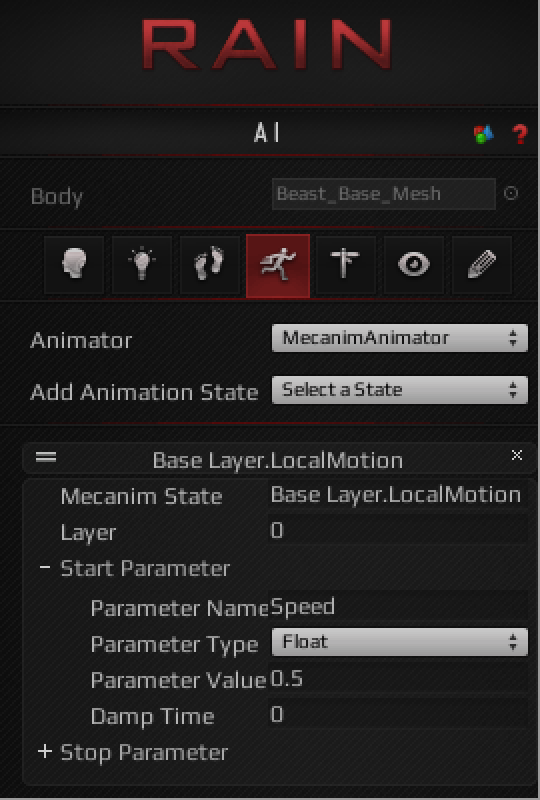 RAIN
AI
Body Beast_Base_Mesh
Animator MecanimAnimator
Add Animation State Select a State
Base Layer.LocalMotion
Mecanim State Base Layer.LocalMotion
Layer 0
Start Parameter
Parameter Name Speed
Parameter Type Float
Parameter Value 0.5
Damp Time 0
Stop Parameter